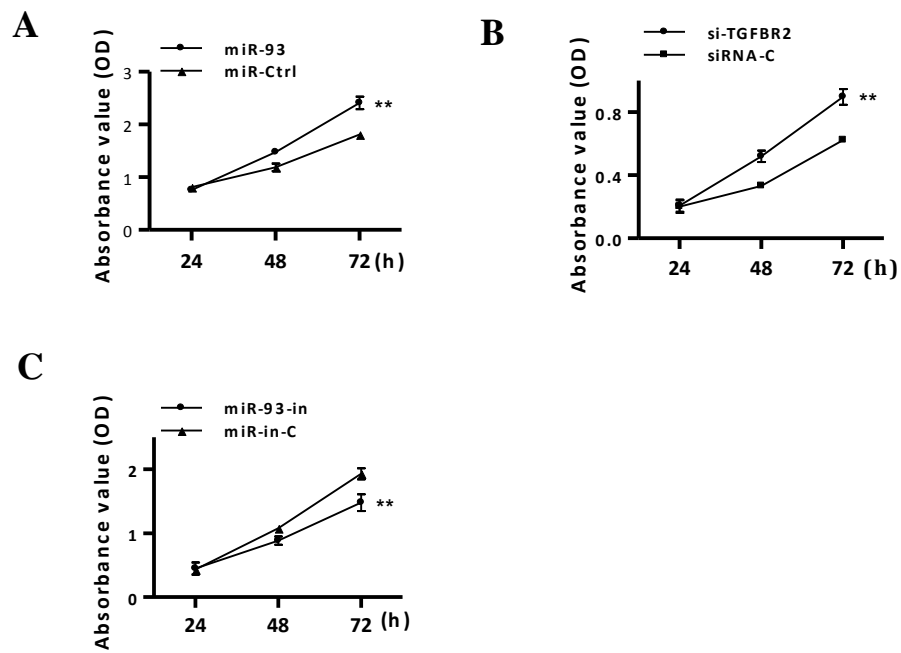 A
miR-93
miR-Ctrl
Absorbance value (OD)
3
2
1
0
**
24 48 72 (h)
B
si-TGFBR2
siRNA-C
Absorbance value (OD)
0.8
0.4
0.0
**
24 48 72 (h)
C
miR-93-in
miR-in-C
Absorbance value (OD)
2
1
0
**
24 48 72 (h)